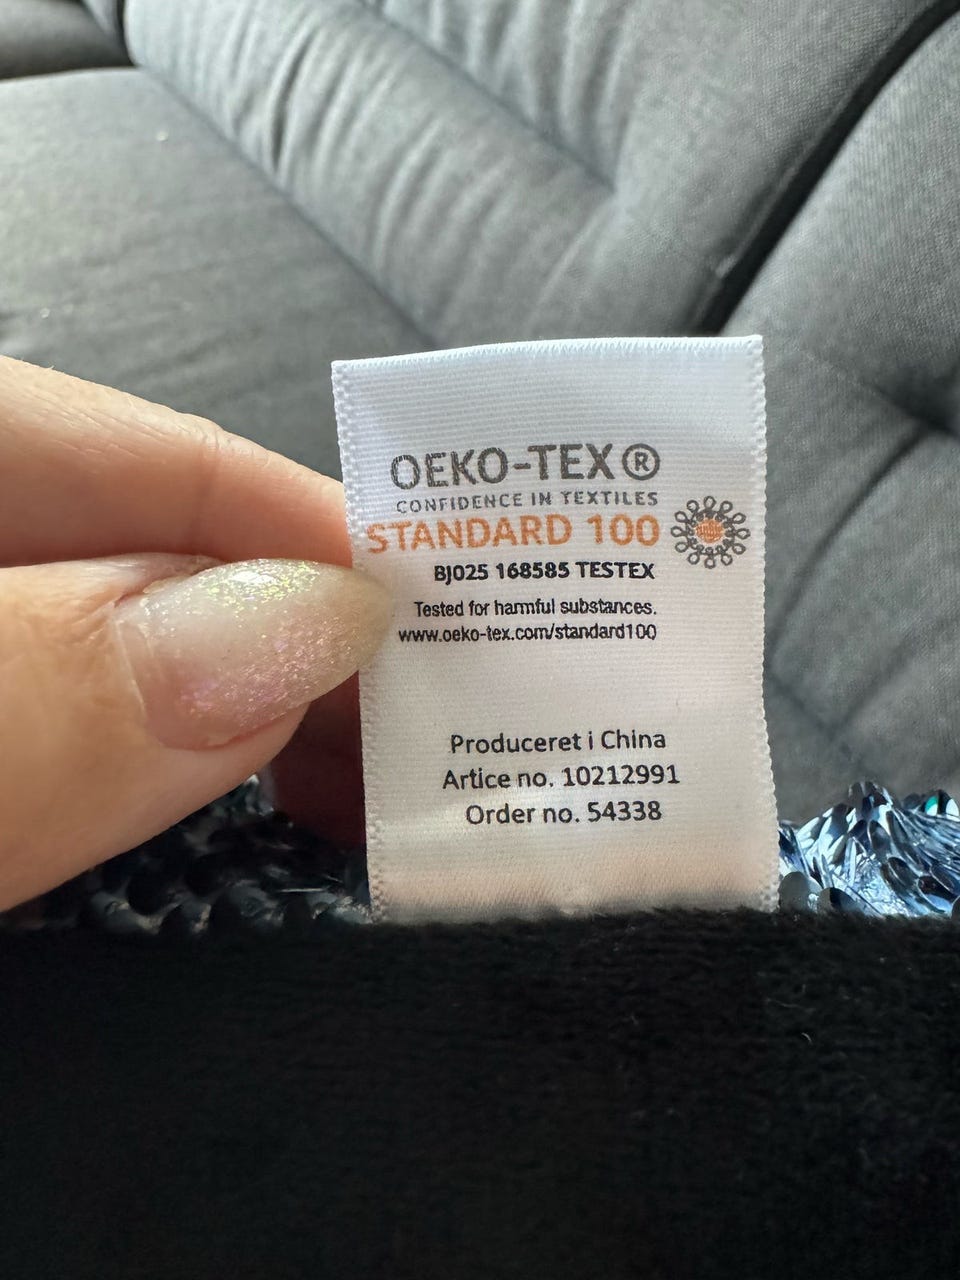 OEKO-TEX®
CONFIDENCE IN TEXTILES
STANDARD 100
BJ025 168585 TESTEX
Tested for harmful substances.
www.oeko-tex.com/standard100
Produceret i China
Artice no. 10212991
Order no. 54338